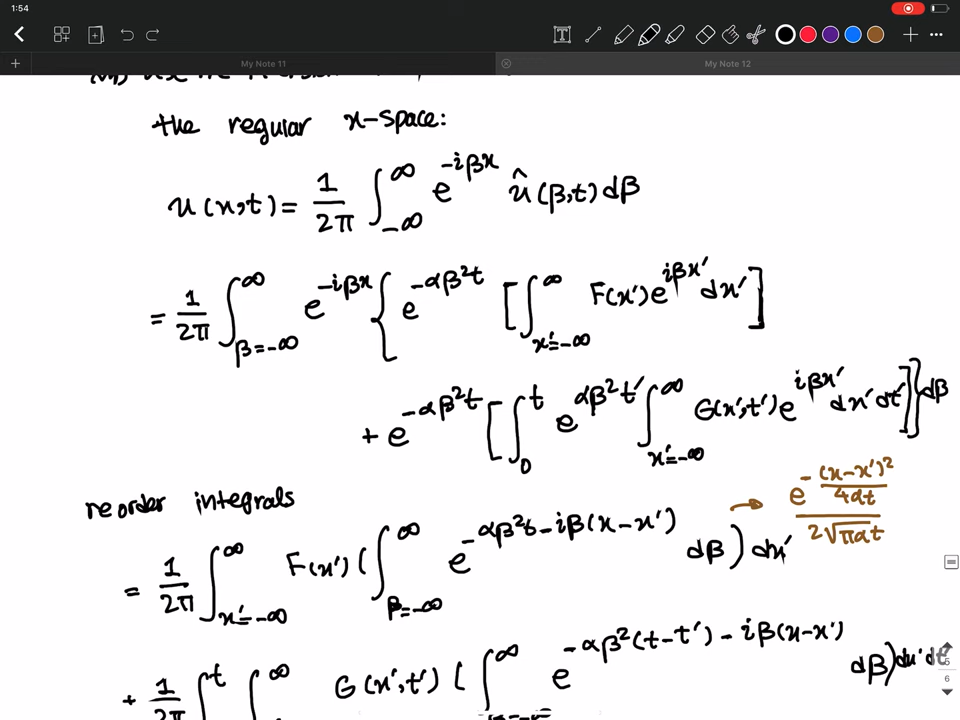 1:54
My Note 11
My Note 12
the regular x-space:
u(x,t) = 1/2π ∫_{-∞}^{∞} e^{-iβx} û(β,t) dβ
= 1/2π ∫_{β=-∞}^{∞} e^{-iβx} { e^{-αβ²t} [ ∫_{x'=-∞}^{∞} F(x') e^{iβx'} dx' ]
+ e^{-αβ²t} [ ∫_0^t e^{αβ²t'} ∫_{x'=-∞}^{∞} G(x',t') e^{iβx'} dx' dt' ] } dβ
reorder integrals
→ e^{-(x-x')²/4αt} / 2√παt
= 1/2π ∫_{x'=-∞}^{∞} F(x') ( ∫_{β=-∞}^{∞} e^{-αβ²t-iβ(x-x')} dβ ) dx'
+ 1/2π ∫^t ∫^{∞} G(x',t') ( ∫^{∞} e^{-αβ²(t-t')-iβ(x-x')} dβ ) dx' dt'
6